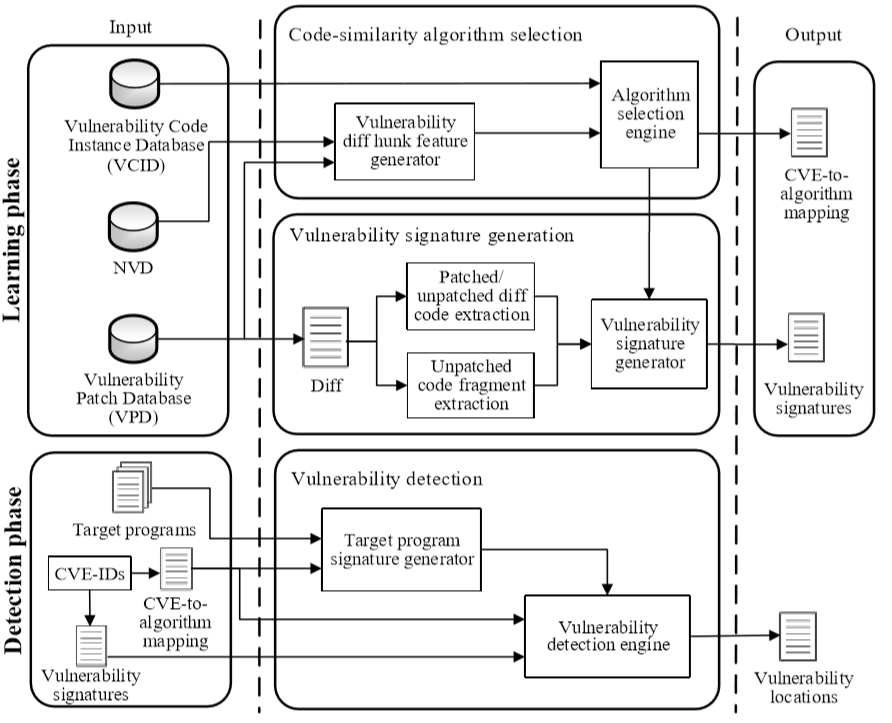 Input
Code-similarity algorithm selection
Output
Learning phase
Vulnerability Code
Instance Database
(VCID)
NVD
Vulnerability
Patch Database
(VPD)
Vulnerability
diff hunk feature
generator
Algorithm
selection
engine
CVE-to-
algorithm
mapping
Vulnerability signature generation
Diff
Patched/
unpatched diff
code extraction
Unpatched
code fragment
extraction
Vulnerability
signature
generator
Vulnerability
signatures
Detection phase
Target programs
CVE-IDs
CVE-to-
algorithm
mapping
Vulnerability
signatures
Vulnerability detection
Target program
signature generator
Vulnerability
detection engine
Vulnerability
locations